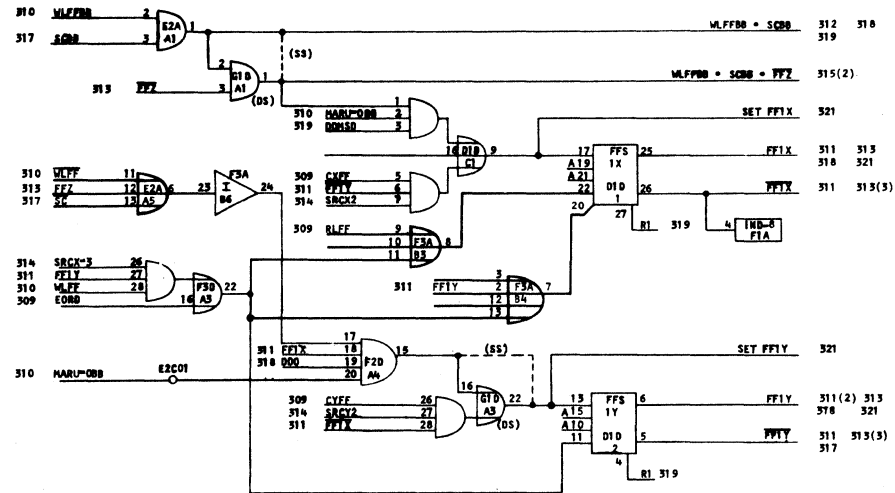 310 WLFFBB 2 E2A 1 A1 WLFFBB • SCBB 312 318
317 SCBB 3 319
(SS)
2 G1D 1 WLFFBB • SCBB • FFZ 315(2)
313 FFZ 3 A1 (DS)
310 MARU=0BB 1 2 SET FF1X 321
319 DDMSD 3
16 D1B 9 C1 17 FFS 25 FF1X 311 313
A19 1X 318 321
309 CXFF 5 A21
311 FF1Y 6 22 D1D 26 FF1X 311 313(3)
314 SRCX2 7 20 1
27 4 IND-8 F1A
R1 319
310 WLFF 11 F3A
313 FFZ 12 E2A 6 23 I 24
317 SC 13 A5 B6
309 RLFF 9
10 F3A 8
11 B3
314 SRCX=3 26
311 FF1Y 27 F3D 22
310 WLFF 28 A3
309 EORD 16
3
311 FF1Y 2 F3A 7
12 B4
13
17
311 FF1X 18 15 (SS) SET FF1Y 321
318 DDO 19 F2D
310 MARU=0BB E2C01 20 A4
16 G1D 22
309 CYFF 26 A3 13 FFS 6 FF1Y 311(2) 313
314 SRCY2 27 A15 1Y 318 321
311 FF1X 28 (DS) A10
11 D1D 5 FF1Y 311 313(3)
2 317
4
R1 319